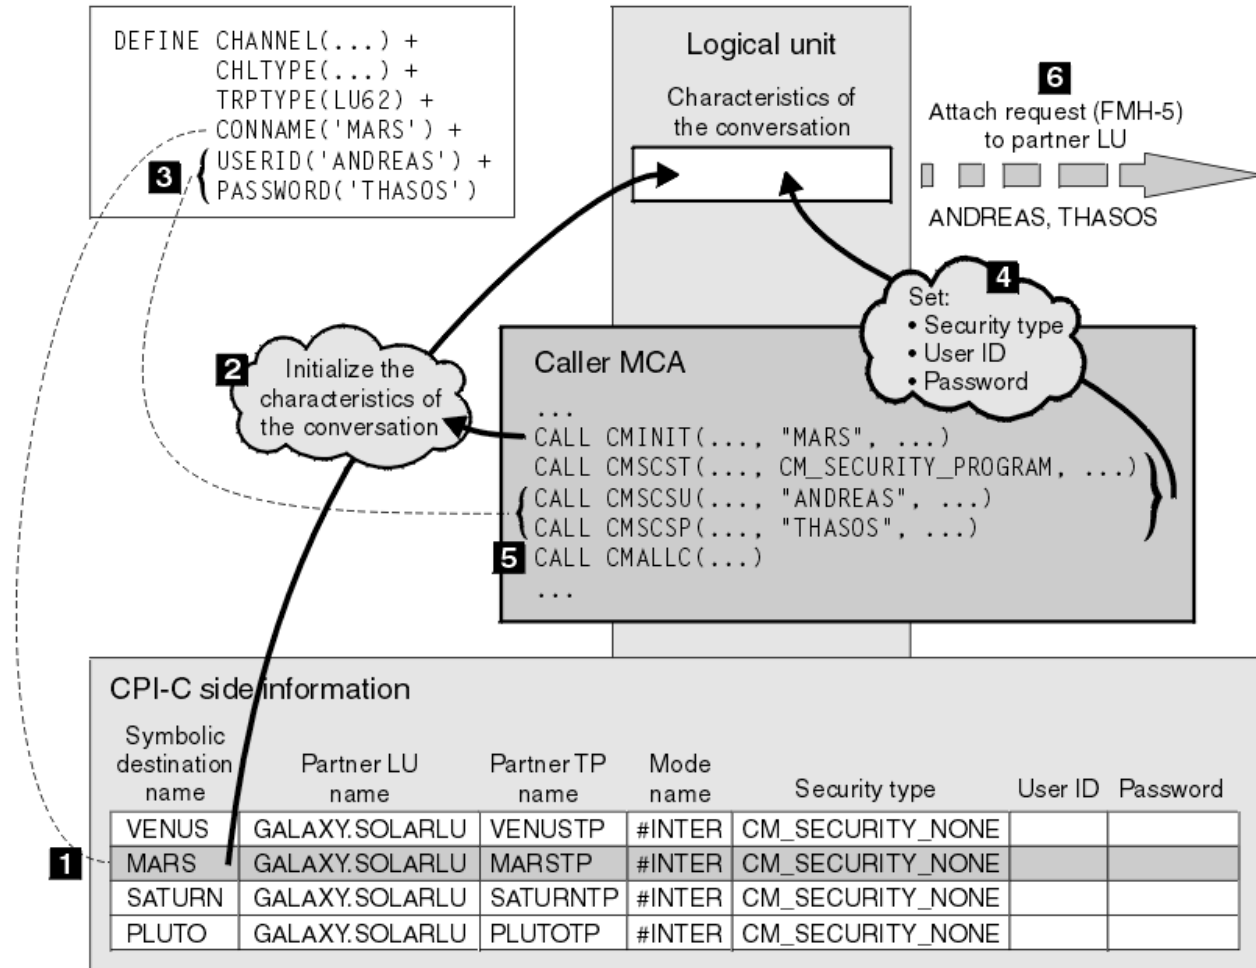 DEFINE CHANNEL(...) +
CHLTYPE(...) +
TRPTYPE(LU62) +
CONNAME('MARS') +
3
USERID('ANDREAS') +
PASSWORD('THASOS')
Logical unit
Characteristics of
the conversation
6
Attach request (FMH-5)
to partner LU
ANDREAS, THASOS
4
Set:
• Security type
• User ID
• Password
2
Initialize the
characteristics of
the conversation
Caller MCA
...
CALL CMINIT(..., "MARS", ...)
CALL CMSCST(..., CM_SECURITY_PROGRAM, ...)
CALL CMSCSU(..., "ANDREAS", ...)
CALL CMSCSP(..., "THASOS", ...)
5 CALL CMALLC(...)
...
CPI-C side information
Symbolic
destination
name
Partner LU
name
Partner TP
name
Mode
name
Security type
User ID
Password
VENUS GALAXY.SOLARLU VENUSTP #INTER CM_SECURITY_NONE
1 MARS GALAXY.SOLARLU MARSTP #INTER CM_SECURITY_NONE
SATURN GALAXY.SOLARLU SATURNTP #INTER CM_SECURITY_NONE
PLUTO GALAXY.SOLARLU PLUTOTP #INTER CM_SECURITY_NONE